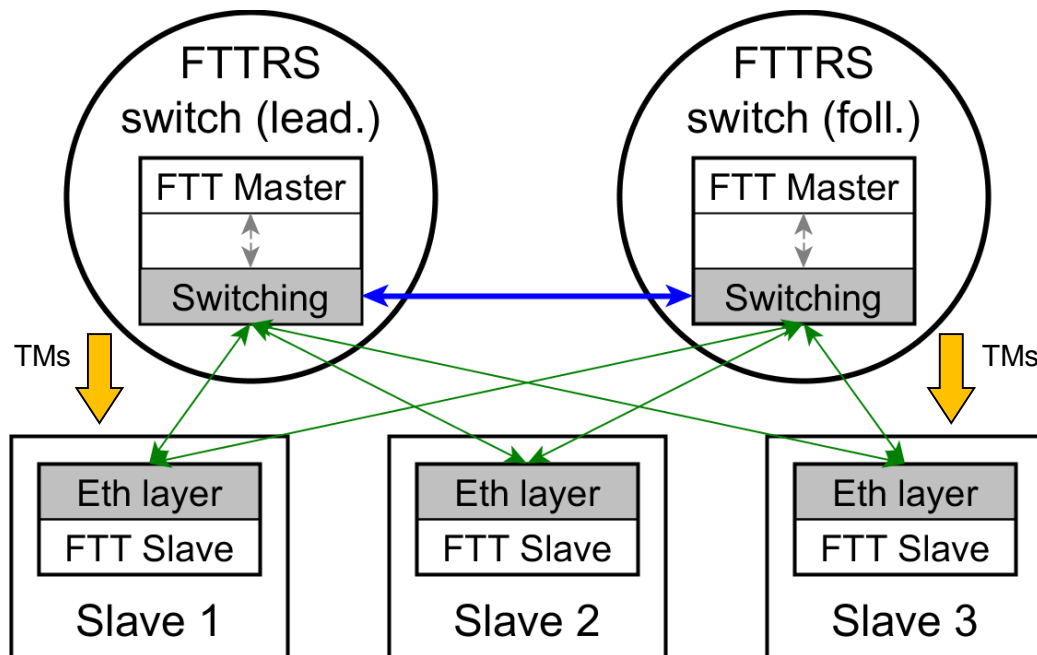 FTTRS
switch (lead.)
FTT Master
Switching
FTTRS
switch (foll.)
FTT Master
Switching
TMs
TMs
Eth layer
FTT Slave
Slave 1
Eth layer
FTT Slave
Slave 2
Eth layer
FTT Slave
Slave 3